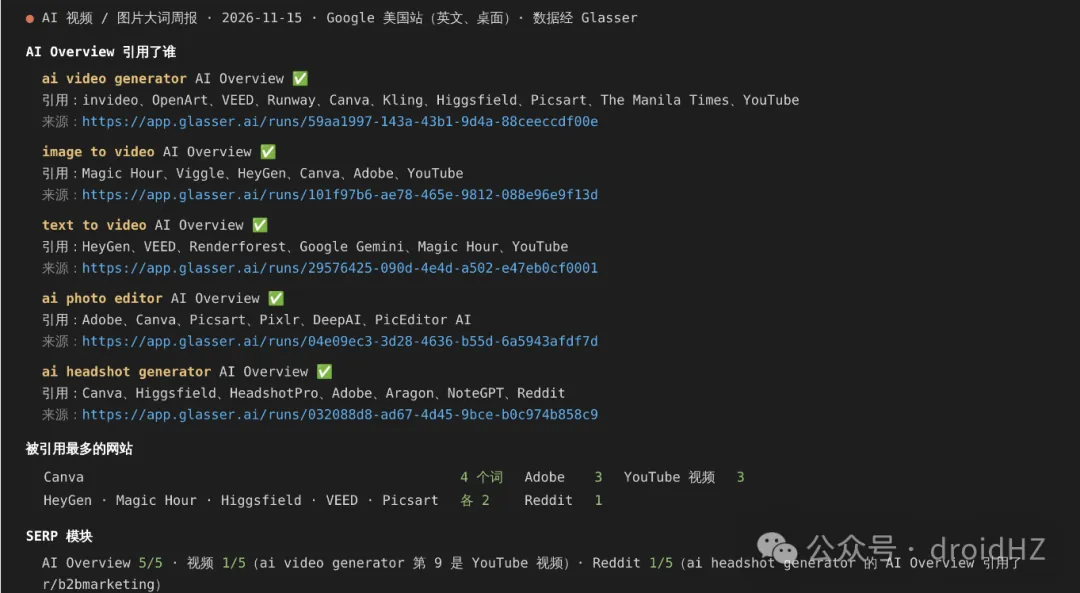 ● AI 视频 / 图片大词周报 · 2026-11-15 · Google 美国站（英文、桌面）· 数据经 Glasser
AI Overview 引用了谁
ai video generator AI Overview ✅
引用：invideo、OpenArt、VEED、Runway、Canva、Kling、Higgsfield、Picsart、The Manila Times、YouTube
来源：https://app.glasser.ai/runs/59aa1997-143a-43b1-9d4a-88ceeccdf00e
image to video AI Overview ✅
引用：Magic Hour、Viggle、HeyGen、Canva、Adobe、YouTube
来源：https://app.glasser.ai/runs/101f97b6-ae78-465e-9812-088e96e9f13d
text to video AI Overview ✅
引用：HeyGen、VEED、Renderforest、Google Gemini、Magic Hour、YouTube
来源：https://app.glasser.ai/runs/29576425-090d-4e4d-a502-e47eb0cf0001
ai photo editor AI Overview ✅
引用：Adobe、Canva、Picsart、Pixlr、DeepAI、PicEditor AI
来源：https://app.glasser.ai/runs/04e09ec3-3d28-4636-b55d-6a5943afdf7d
ai headshot generator AI Overview ✅
引用：Canva、Higgsfield、HeadshotPro、Adobe、Aragon、NoteGPT、Reddit
来源：https://app.glasser.ai/runs/032088d8-ad67-4d45-9bce-b0c974b858c9
被引用最多的网站
Canva 4 个词 Adobe 3 YouTube 视频 3
HeyGen · Magic Hour · Higgsfield · VEED · Picsart 各 2 Reddit 1
SERP 模块
AI Overview 5/5 · 视频 1/5（ai video generator 第 9 是 YouTube 视频）· Reddit 1/5（ai headshot generator 的 AI Overview 引用了
r/b2bmarketing）
公众号 · droidHZ